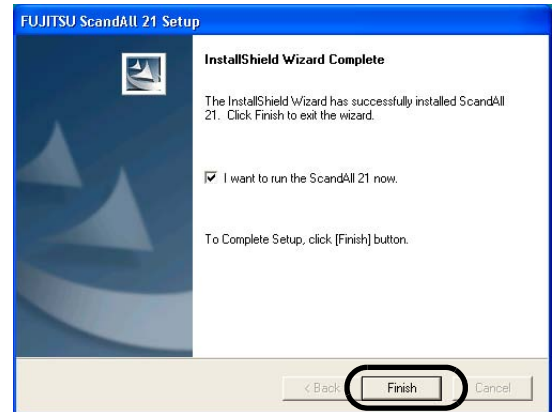 FUJITSU ScandAll 21 Setup
InstallShield Wizard Complete
The InstallShield Wizard has successfully installed ScandAll
21. Click Finish to exit the wizard.
I want to run the ScandAll 21 now.
To Complete Setup, click [Finish] button.
< Back Finish Cancel